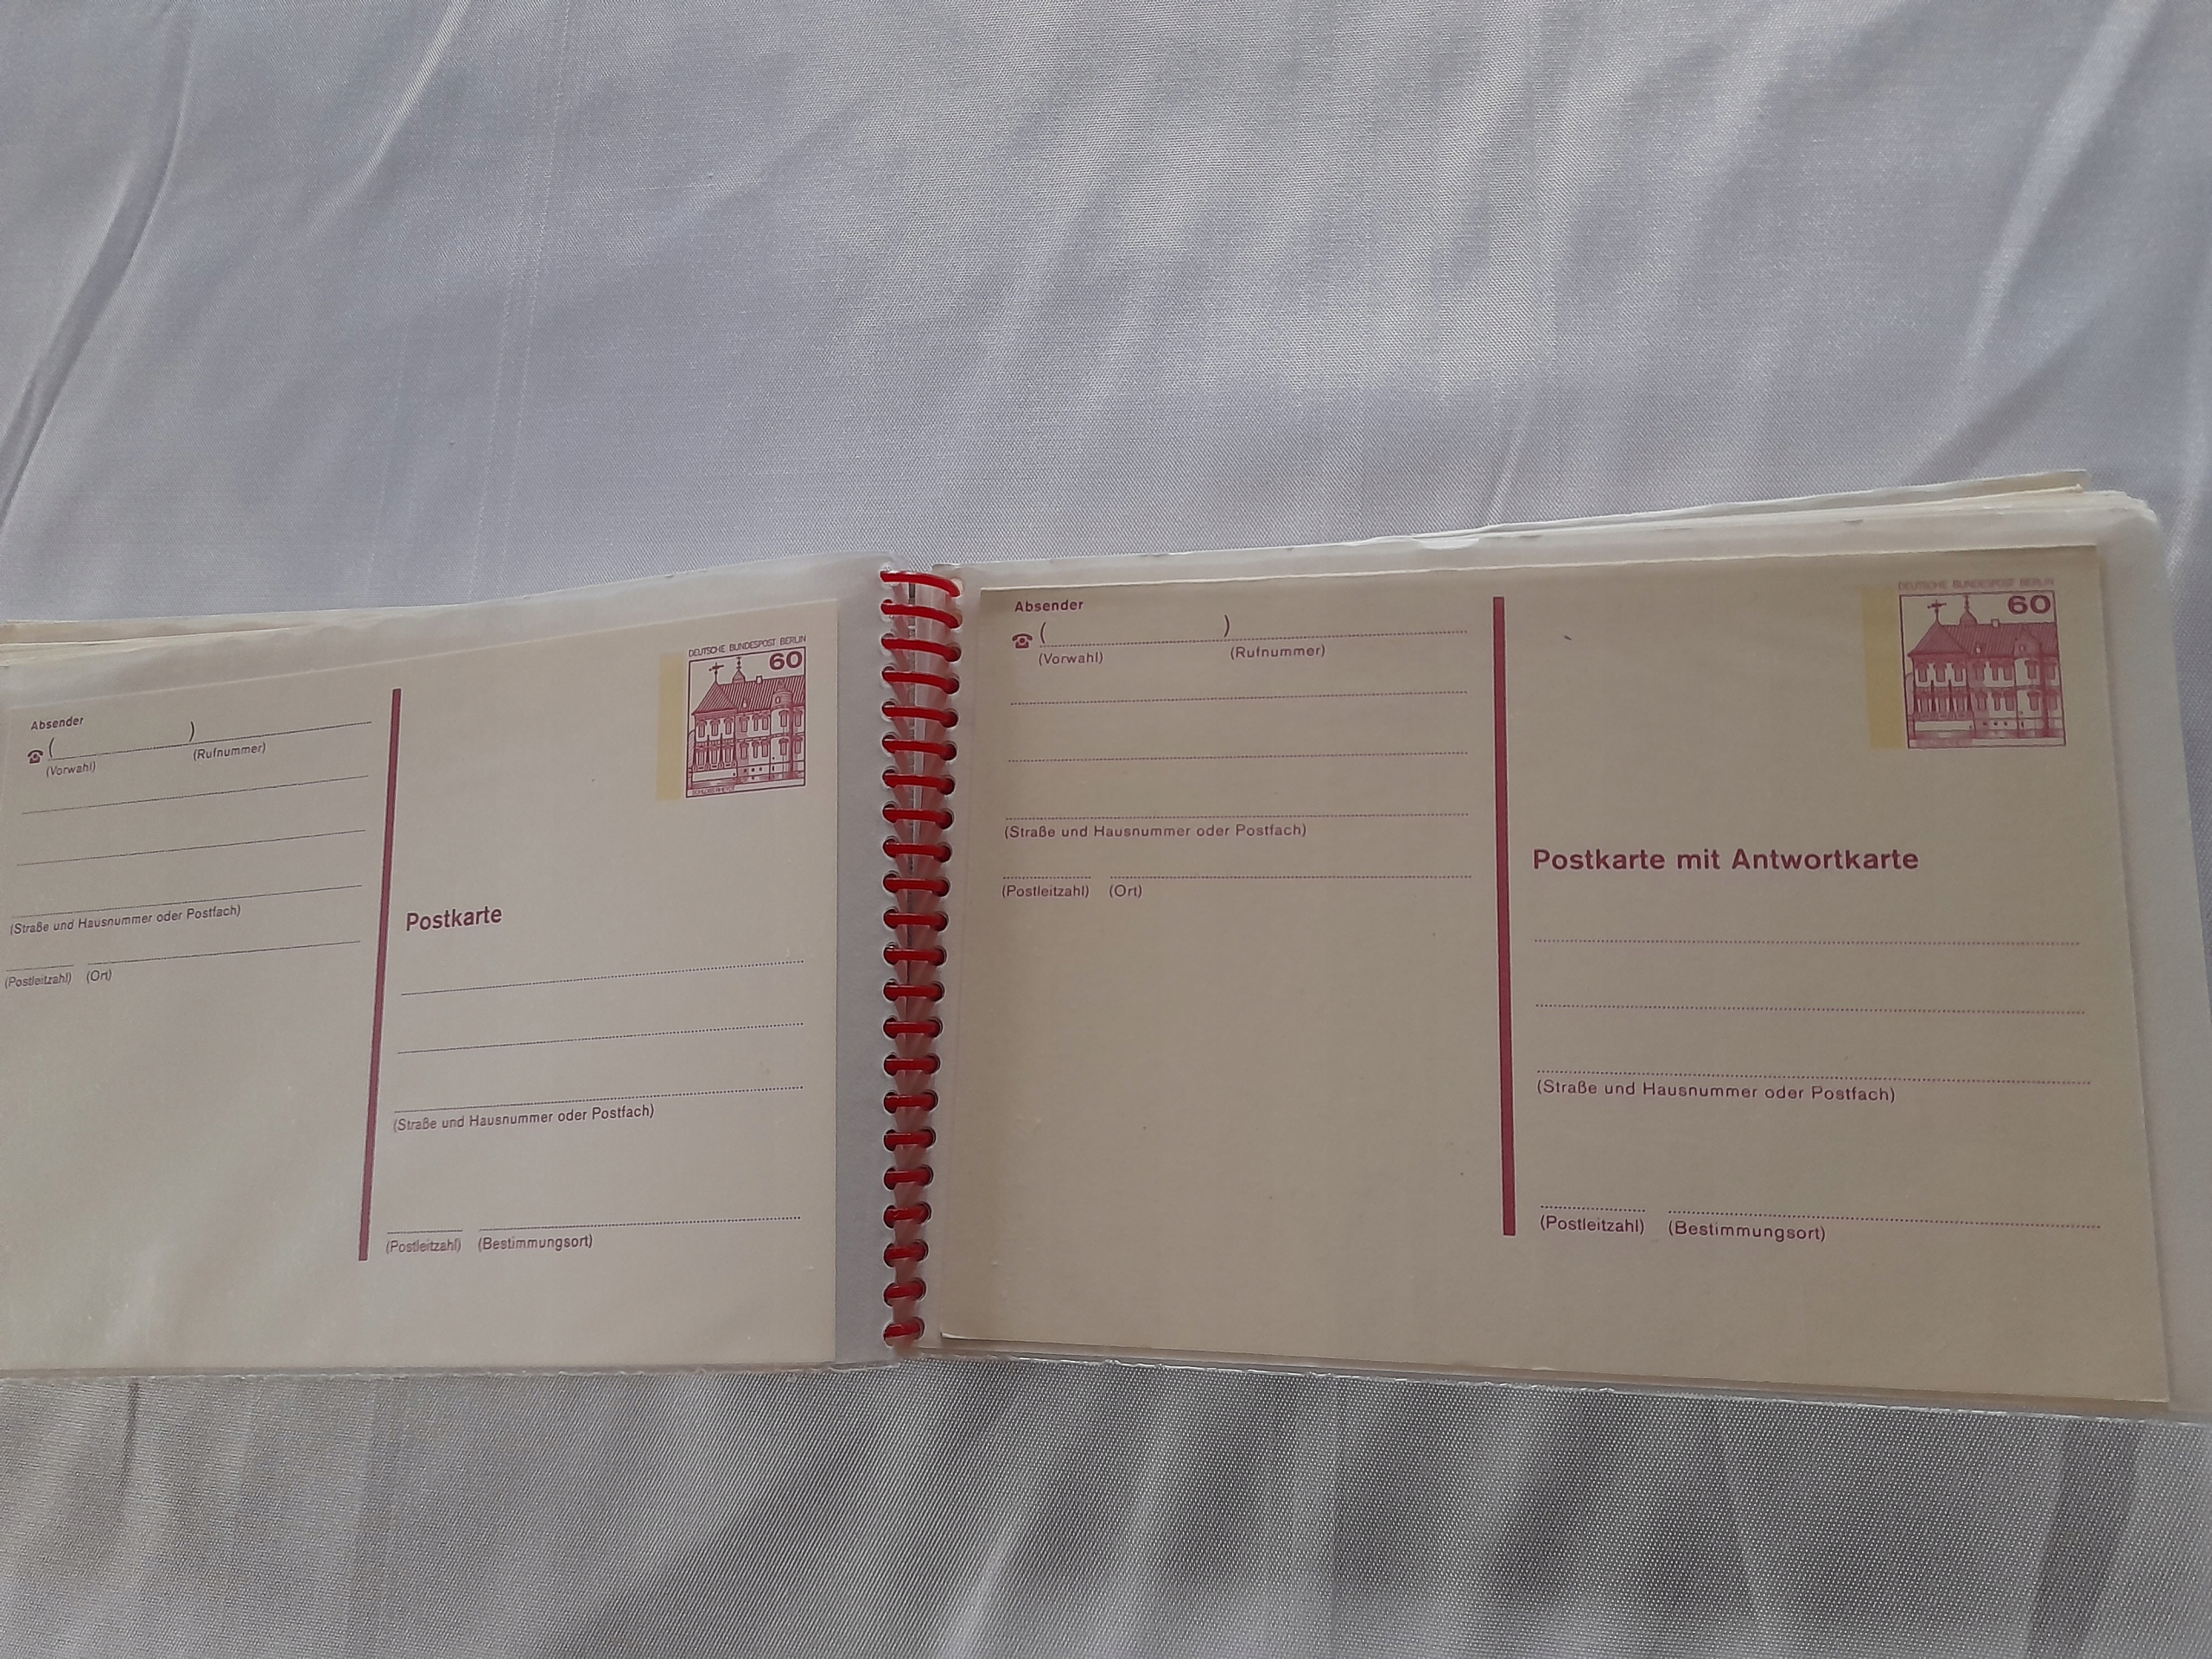 DEUTSCHE BUNDESPOST BERLIN
60
SCHLOSS RHEYDT
Absender
( )
(Vorwahl) (Rufnummer)
(Straße und Hausnummer oder Postfach)
(Postleitzahl) (Ort)
Postkarte
(Straße und Hausnummer oder Postfach)
(Postleitzahl) (Bestimmungsort)
DEUTSCHE BUNDESPOST BERLIN
60
Absender
( )
(Vorwahl) (Rufnummer)
(Straße und Hausnummer oder Postfach)
(Postleitzahl) (Ort)
Postkarte mit Antwortkarte
(Straße und Hausnummer oder Postfach)
(Postleitzahl) (Bestimmungsort)